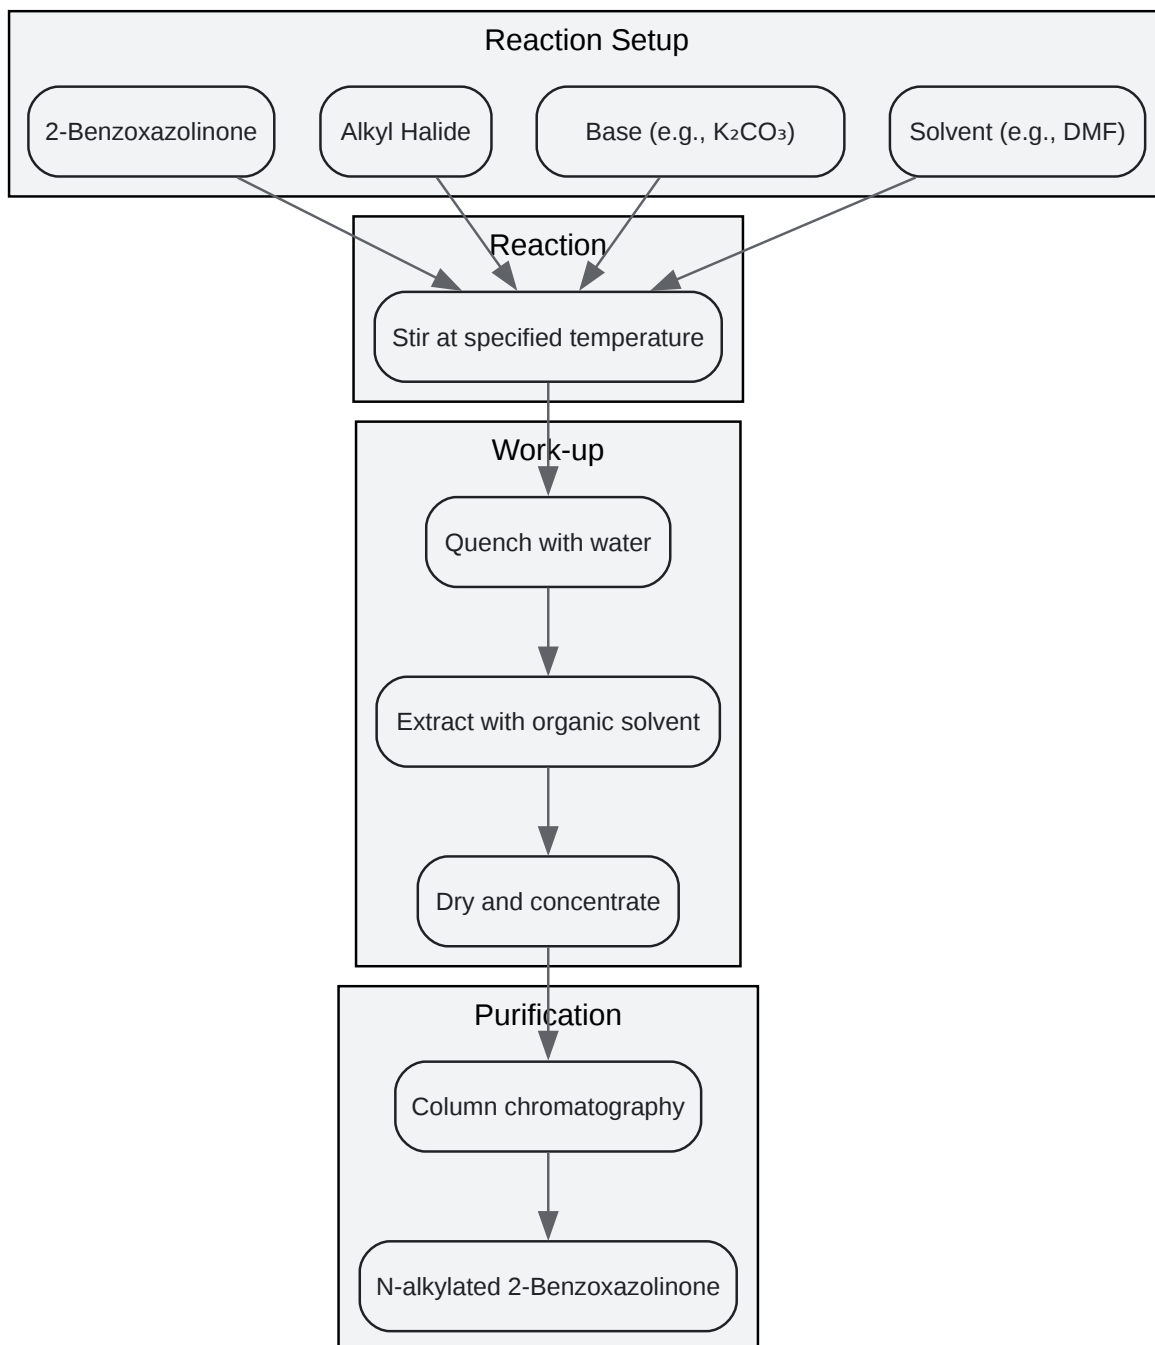 Reaction Setup
2-Benzoxazolinone
Alkyl Halide
Base (e.g., K₂CO₃)
Solvent (e.g., DMF)
Reaction
Stir at specified temperature
Work-up
Quench with water
Extract with organic solvent
Dry and concentrate
Purification
Column chromatography
N-alkylated 2-Benzoxazolinone